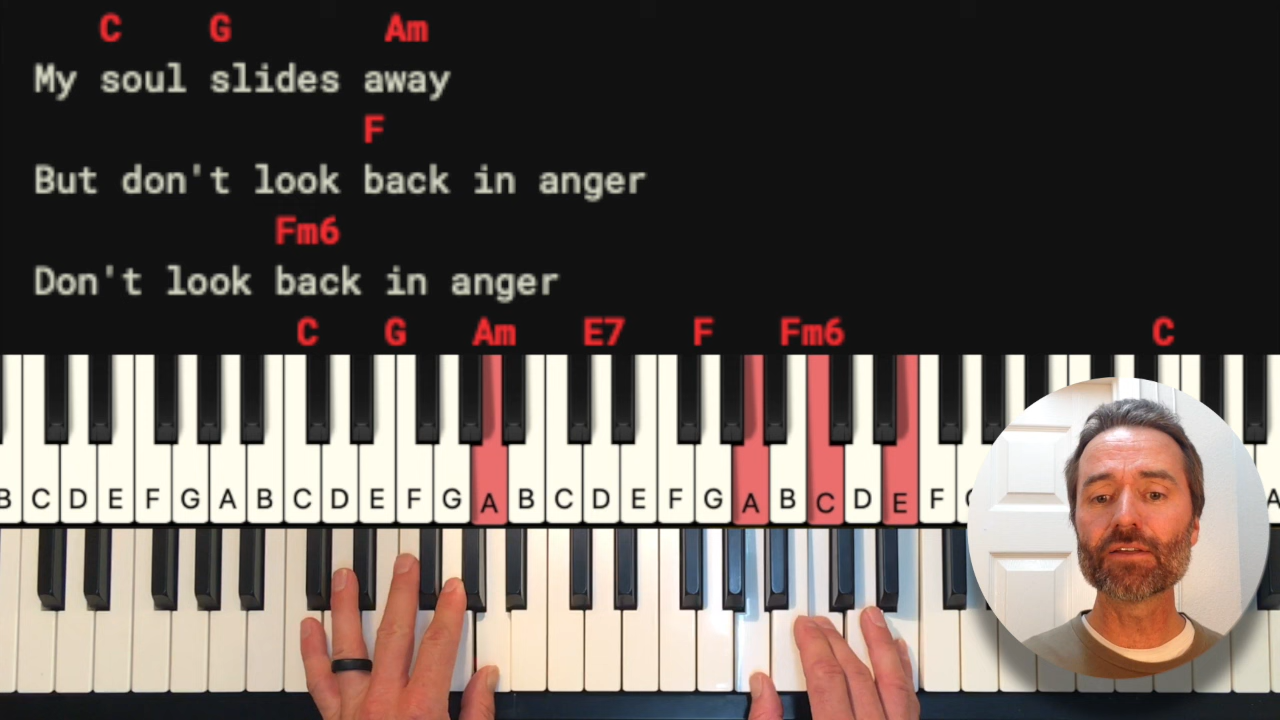 C G Am
My soul slides away
F
But don't look back in anger
Fm6
Don't look back in anger
C G Am E7 F Fm6 C
B C D E F G A B C D E F G A B C D E F G A B C D E F A